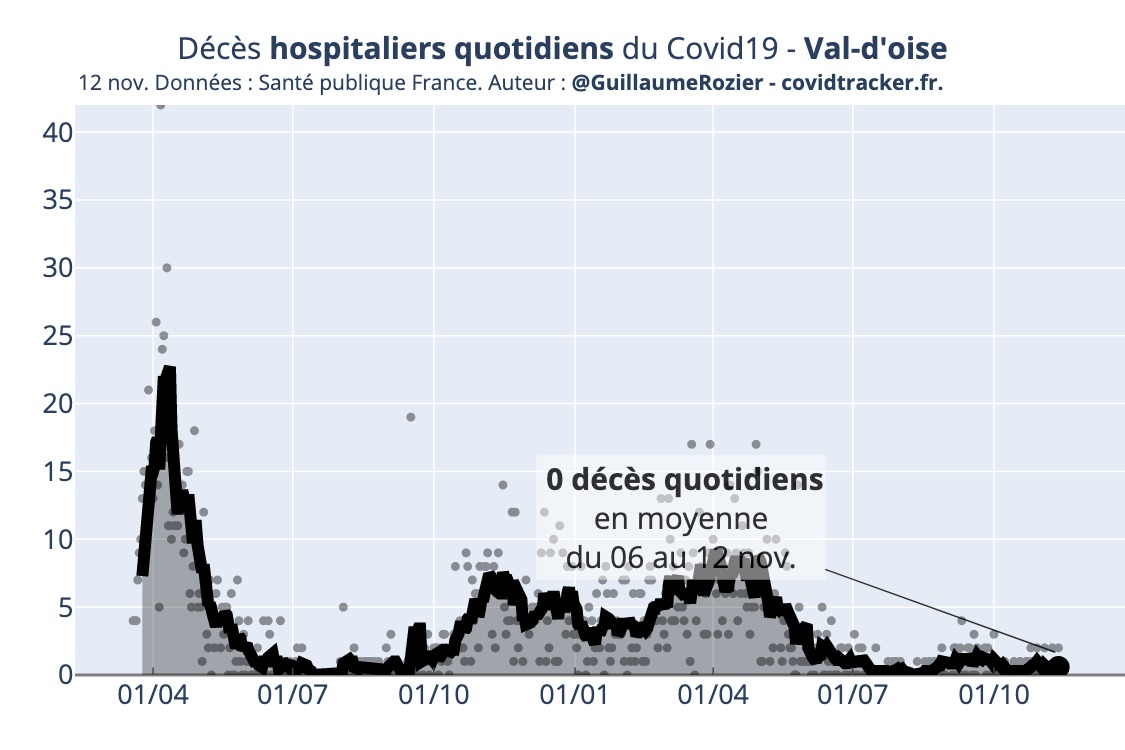 Décès hospitaliers quotidiens du Covid19 - Val-d'oise
12 nov. Données : Santé publique France. Auteur : @GuillaumeRozier - covidtracker.fr.
40
35
30
25
20
15
10
5
0
0 décès quotidiens
en moyenne
du 06 au 12 nov.
01/04 01/07 01/10 01/01 01/04 01/07 01/10